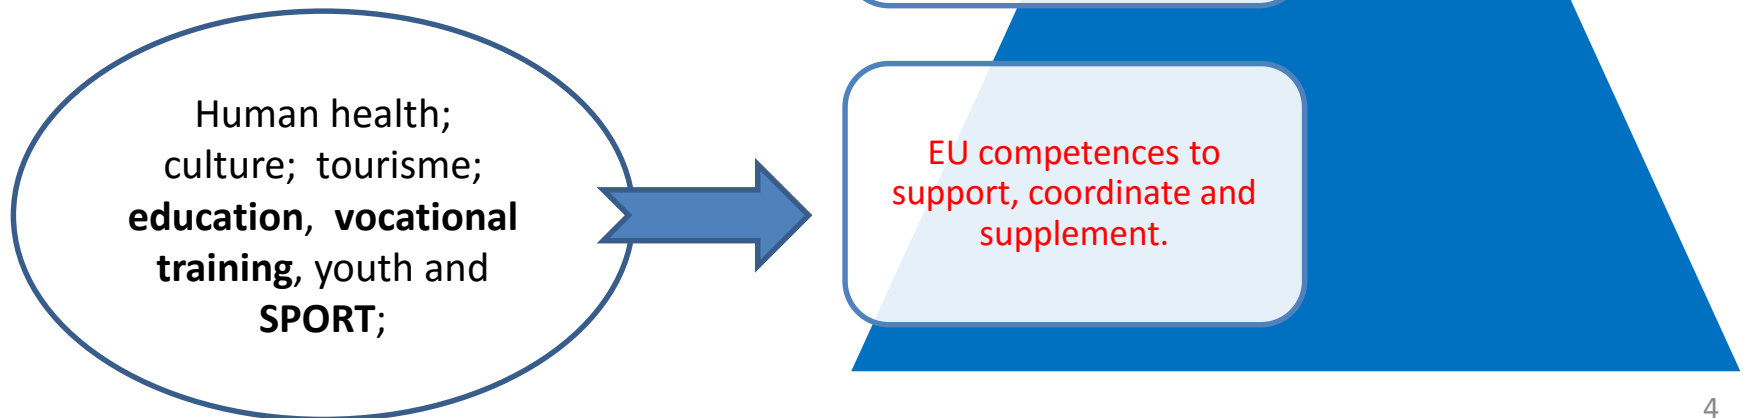 Human health;
culture; tourisme;
education, vocational
training, youth and
SPORT;
EU competences to
support, coordinate and
supplement.
4